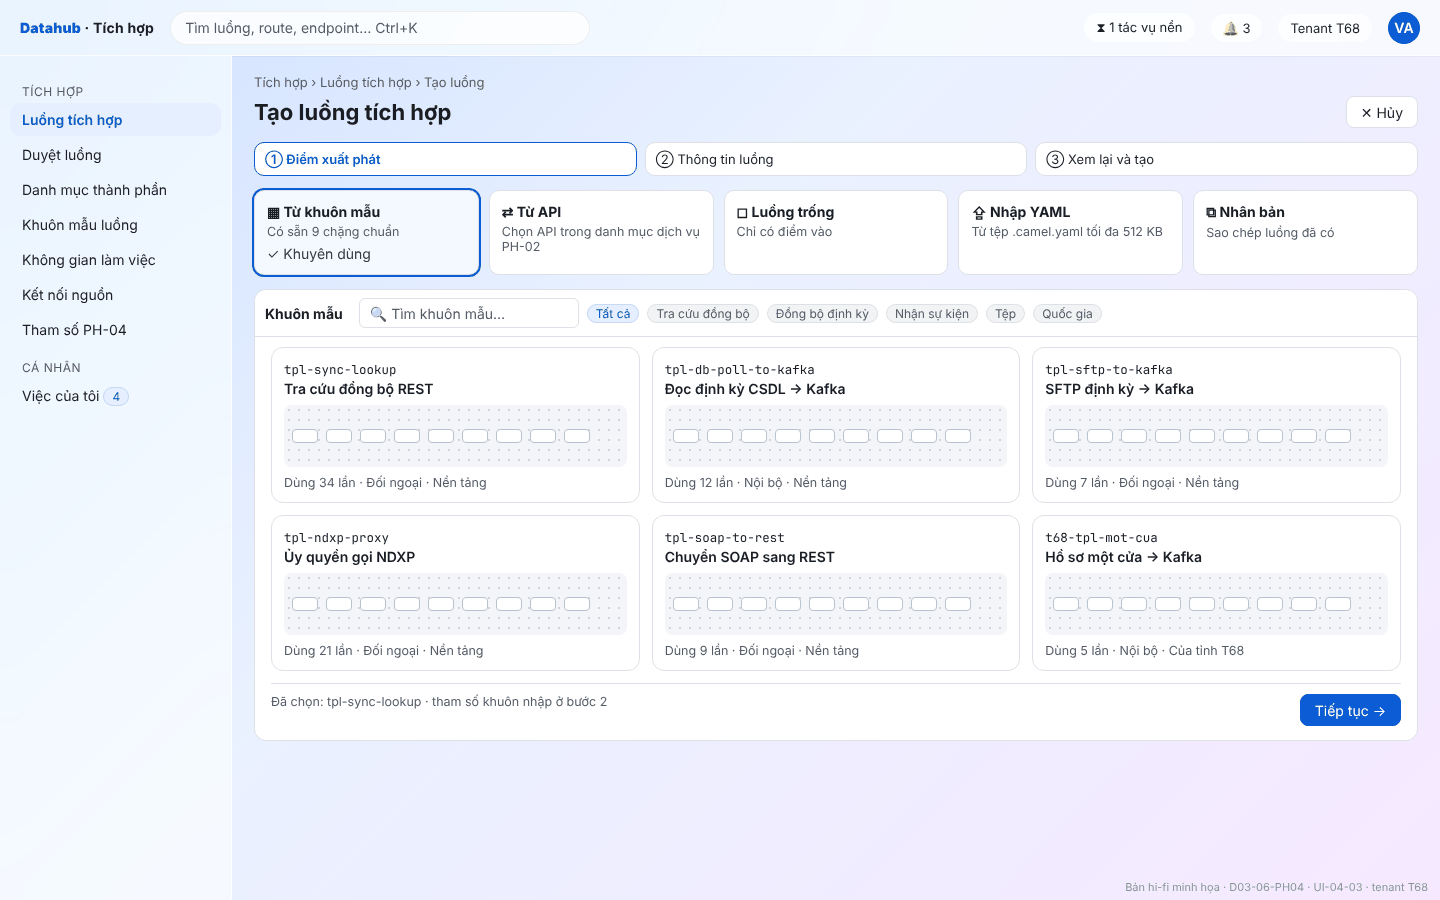 Datahub · Tích hợp
Tìm luồng, route, endpoint… Ctrl+K
1 tác vụ nền
3
Tenant T68
VA
TÍCH HỢP
Luồng tích hợp
Duyệt luồng
Danh mục thành phần
Khuôn mẫu luồng
Không gian làm việc
Kết nối nguồn
Tham số PH-04
CÁ NHÂN
Việc của tôi 4
Tích hợp › Luồng tích hợp › Tạo luồng
Tạo luồng tích hợp
✕ Hủy
① Điểm xuất phát
② Thông tin luồng
③ Xem lại và tạo
▦ Từ khuôn mẫu
Có sẵn 9 chặng chuẩn
✓ Khuyên dùng
⇄ Từ API
Chọn API trong danh mục dịch vụ
PH-02
◻ Luồng trống
Chỉ có điểm vào
⇪ Nhập YAML
Từ tệp .camel.yaml tối đa 512 KB
⧉ Nhân bản
Sao chép luồng đã có
Khuôn mẫu
🔍 Tìm khuôn mẫu…
Tất cả
Tra cứu đồng bộ
Đồng bộ định kỳ
Nhận sự kiện
Tệp
Quốc gia
tpl-sync-lookup
Tra cứu đồng bộ REST
Dùng 34 lần · Đối ngoại · Nền tảng
tpl-db-poll-to-kafka
Đọc định kỳ CSDL → Kafka
Dùng 12 lần · Nội bộ · Nền tảng
tpl-sftp-to-kafka
SFTP định kỳ → Kafka
Dùng 7 lần · Đối ngoại · Nền tảng
tpl-ndxp-proxy
Ủy quyền gọi NDXP
Dùng 21 lần · Đối ngoại · Nền tảng
tpl-soap-to-rest
Chuyển SOAP sang REST
Dùng 9 lần · Đối ngoại · Nền tảng
t68-tpl-mot-cua
Hồ sơ một cửa → Kafka
Dùng 5 lần · Nội bộ · Của tỉnh T68
Đã chọn: tpl-sync-lookup · tham số khuôn nhập ở bước 2
Tiếp tục →
Bản hi-fi minh họa · D03-06-PH04 · UI-04-03 · tenant T68